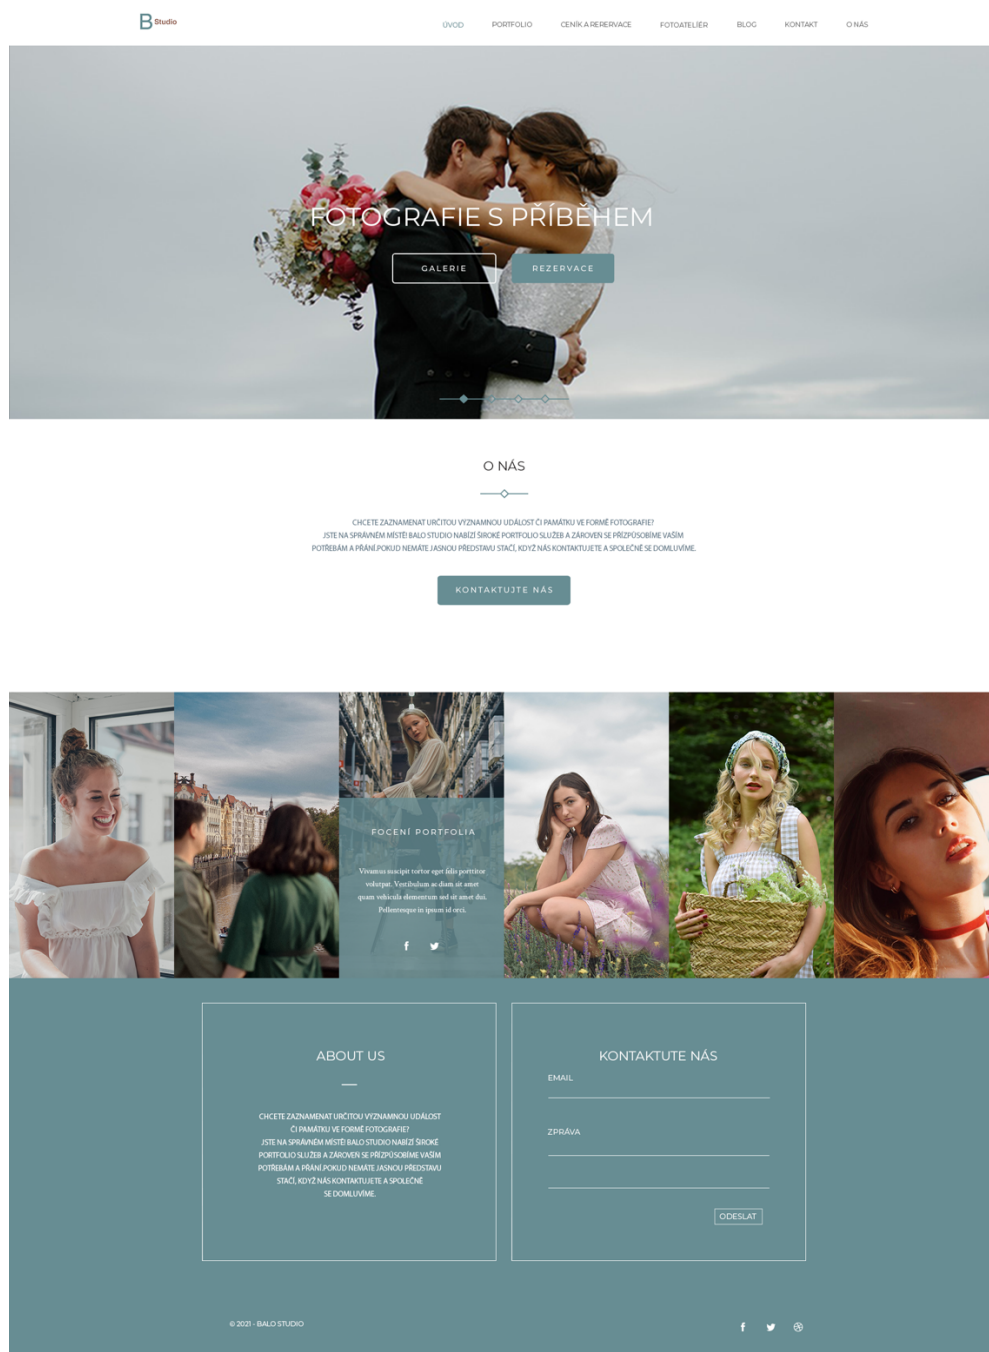 B Studio
ÚVOD
PORTFOLIO
CENÍK A RERERVACE
FOTOATELIÉR
BLOG
KONTAKT
O NÁS
FOTOGRAFIE S PŘÍBĚHEM
GALERIE
REZERVACE
O NÁS
CHCETE ZAZNAMENAT URČITOU VÝZNAMNOU UDÁLOST ČI PAMÁTKU VE FORMĚ FOTOGRAFIE?
JSTE NA SPRÁVNÉM MÍSTĚ! BALO STUDIO NABÍZÍ ŠIROKÉ PORTFOLIO SLUŽEB A ZÁROVEŇ SE PŘIZPŮSOBÍME VAŠÍM
POTŘEBÁM A PŘÁNÍ.POKUD NEMÁTE JASNOU PŘEDSTAVU STAČÍ, KDYŽ NÁS KONTAKTUJETE A SPOLEČNĚ SE DOMLUVÍME.
KONTAKTUJTE NÁS
FOCENÍ PORTFOLIA
Vivamus suscipit tortor eget felis porttitor
volutpat. Vestibulum ac diam sit amet
quam vehicula elementum sed sit amet dui.
Pellentesque in ipsum id orci.
ABOUT US
CHCETE ZAZNAMENAT URČITOU VÝZNAMNOU UDÁLOST
ČI PAMÁTKU VE FORMĚ FOTOGRAFIE?
JSTE NA SPRÁVNÉM MÍSTĚ! BALO STUDIO NABÍZÍ ŠIROKÉ
PORTFOLIO SLUŽEB A ZÁROVEŇ SE PŘIZPŮSOBÍME VAŠÍM
POTŘEBÁM A PŘÁNÍ.POKUD NEMÁTE JASNOU PŘEDSTAVU
STAČÍ, KDYŽ NÁS KONTAKTUJETE A SPOLEČNĚ
SE DOMLUVÍME.
KONTAKTUTE NÁS
EMAIL
ZPRÁVA
ODESLAT
© 2021 - BALO STUDIO